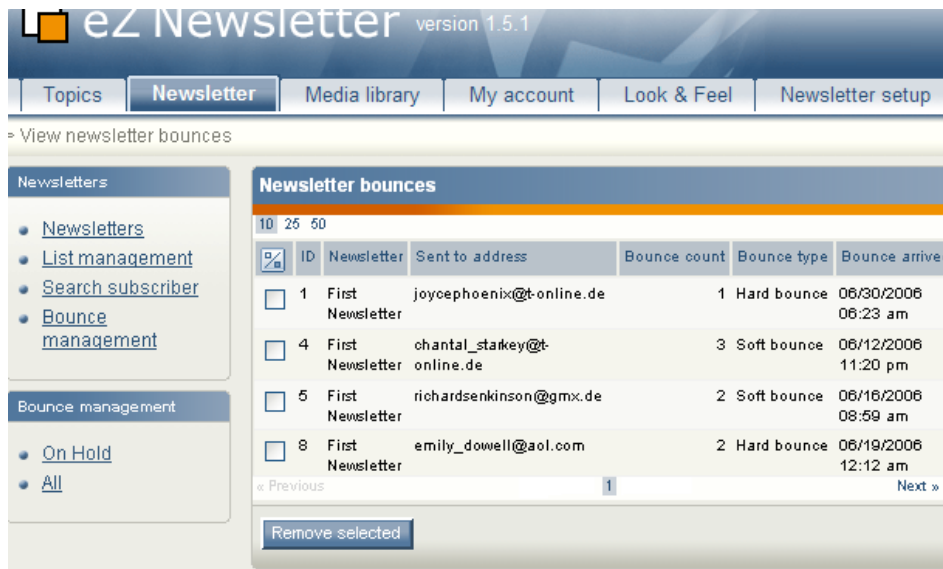 eZ Newsletter version 1.5.1
Topics Newsletter Media library My account Look & Feel Newsletter setup
View newsletter bounces
Newsletters
Newsletters
List management
Search subscriber
Bounce
management
Bounce management
On Hold
All
Newsletter bounces
10 25 50
ID Newsletter Sent to address Bounce count Bounce type Bounce arrive
1 First joycephoenix@t-online.de 1 Hard bounce 06/30/2006
Newsletter 06:23 am
4 First chantal_starkey@t- 3 Soft bounce 06/12/2006
Newsletter online.de 11:20 pm
5 First richardsenkinson@gmx.de 2 Soft bounce 06/16/2006
Newsletter 08:59 am
8 First emily_dowell@aol.com 2 Hard bounce 06/19/2006
Newsletter 12:12 am
« Previous 1 Next »
Remove selected